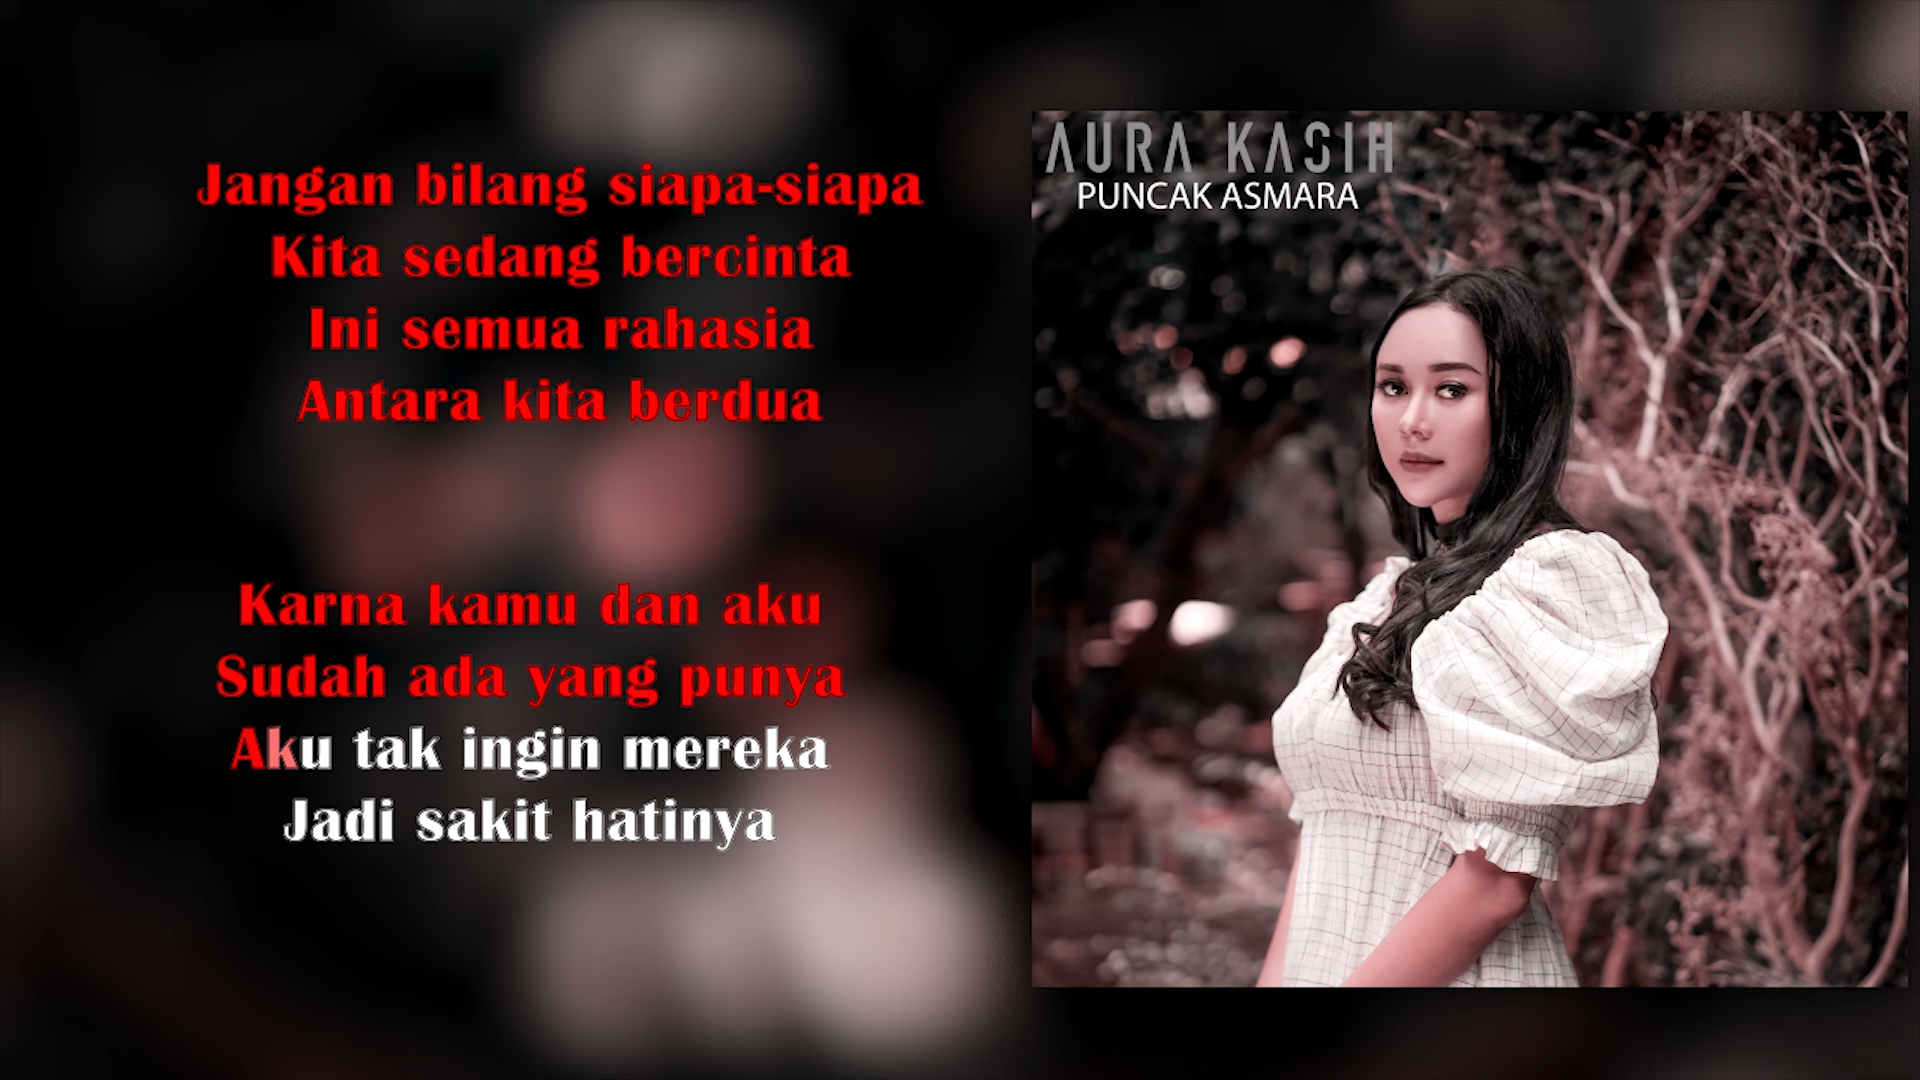 Jangan bilang siapa-siapa
Kita sedang bercinta
Ini semua rahasia
Antara kita berdua
Karna kamu dan aku
Sudah ada yang punya
Aku tak ingin mereka
Jadi sakit hatinya
AURA KASIH
PUNCAK ASMARA